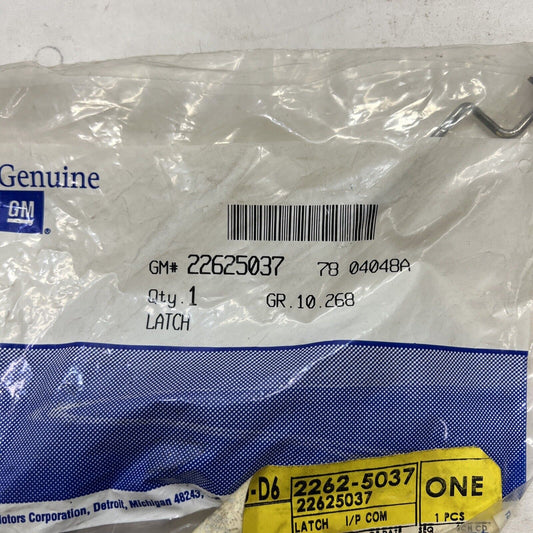 Genuine
GM
GM# 22625037 78 04048A
Qty.1 GR.10.268
LATCH
-D6 2262-5037 ONE
22625037
LATCH I/P COM 1 PCS
Motors Corporation, Detroit, Michigan 48243,